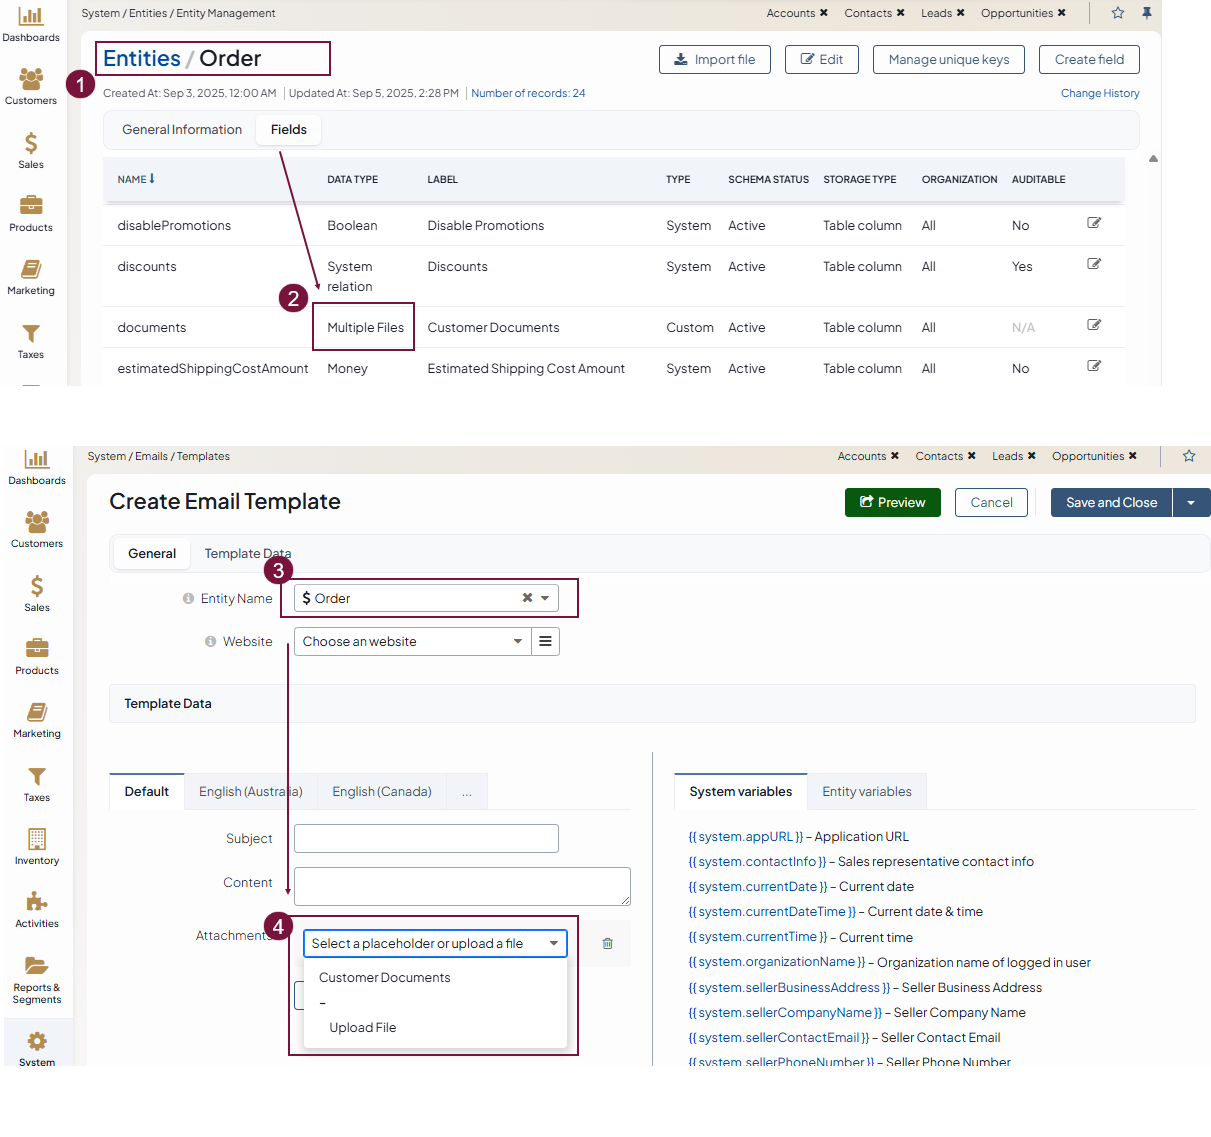 System / Entities / Entity Management
Accounts ✖ Contacts ✖ Leads ✖ Opportunities ✖
Dashboards
Customers
Sales
Products
Marketing
Taxes
1
Entities / Order
Import file Edit Manage unique keys Create field
Created At: Sep 3, 2025, 12:00 AM | Updated At: Sep 5, 2025, 2:28 PM | Number of records: 24
Change History
General Information Fields
NAME DATA TYPE LABEL TYPE SCHEMA STATUS STORAGE TYPE ORGANIZATION AUDITABLE
disablePromotions Boolean Disable Promotions System Active Table column All No
discounts System relation Discounts System Active Table column All Yes
2
documents Multiple Files Customer Documents Custom Active Table column All N/A
estimatedShippingCostAmount Money Estimated Shipping Cost Amount System Active Table column All No
System / Emails / Templates
Accounts ✖ Contacts ✖ Leads ✖ Opportunities ✖
Dashboards
Customers
Sales
Products
Marketing
Taxes
Inventory
Activities
Reports &
Segments
System
Create Email Template
Preview Cancel Save and Close
General Template Data
3
Entity Name $ Order
Website Choose an website
Template Data
Default English (Australia) English (Canada) ...
Subject
Content
4
Attachments Select a placeholder or upload a file
Customer Documents
–
Upload File
System variables Entity variables
{{ system.appURL }} – Application URL
{{ system.contactInfo }} – Sales representative contact info
{{ system.currentDate }} – Current date
{{ system.currentDateTime }} – Current date & time
{{ system.currentTime }} – Current time
{{ system.organizationName }} – Organization name of logged in user
{{ system.sellerBusinessAddress }} – Seller Business Address
{{ system.sellerCompanyName }} – Seller Company Name
{{ system.sellerContactEmail }} – Seller Contact Email
{{ system.sellerPhoneNumber }} – Seller Phone Number